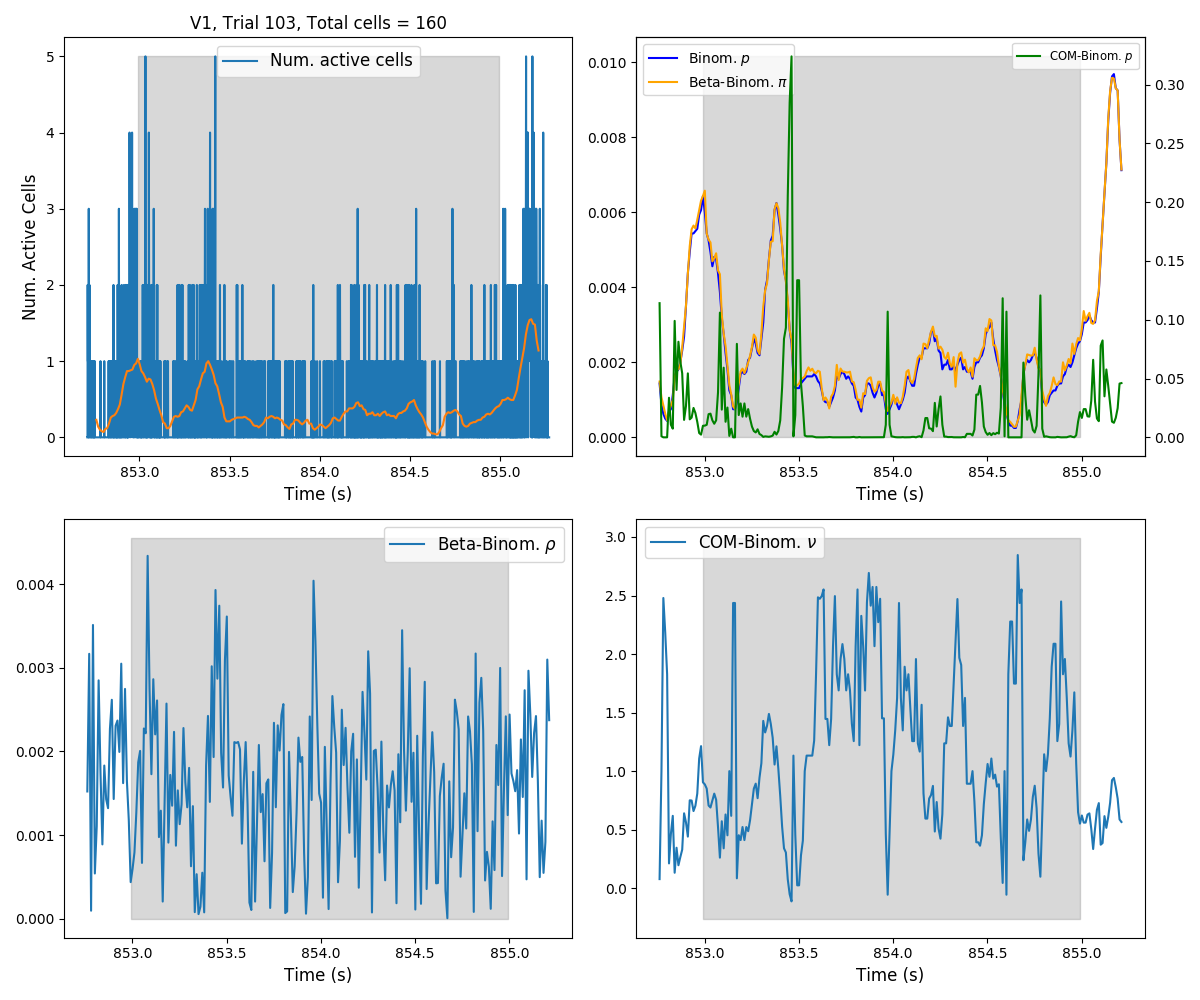 V1, Trial 103, Total cells = 160
Num. active cells
Num. Active Cells
5
4
3
2
1
0
853.0 853.5 854.0 854.5 855.0
Time (s)
Binom. p
Beta-Binom. π
COM-Binom. p
0.010
0.008
0.006
0.004
0.002
0.000
0.30
0.25
0.20
0.15
0.10
0.05
0.00
853.0 853.5 854.0 854.5 855.0
Time (s)
Beta-Binom. ρ
0.004
0.003
0.002
0.001
0.000
853.0 853.5 854.0 854.5 855.0
Time (s)
COM-Binom. ν
3.0
2.5
2.0
1.5
1.0
0.5
0.0
853.0 853.5 854.0 854.5 855.0
Time (s)